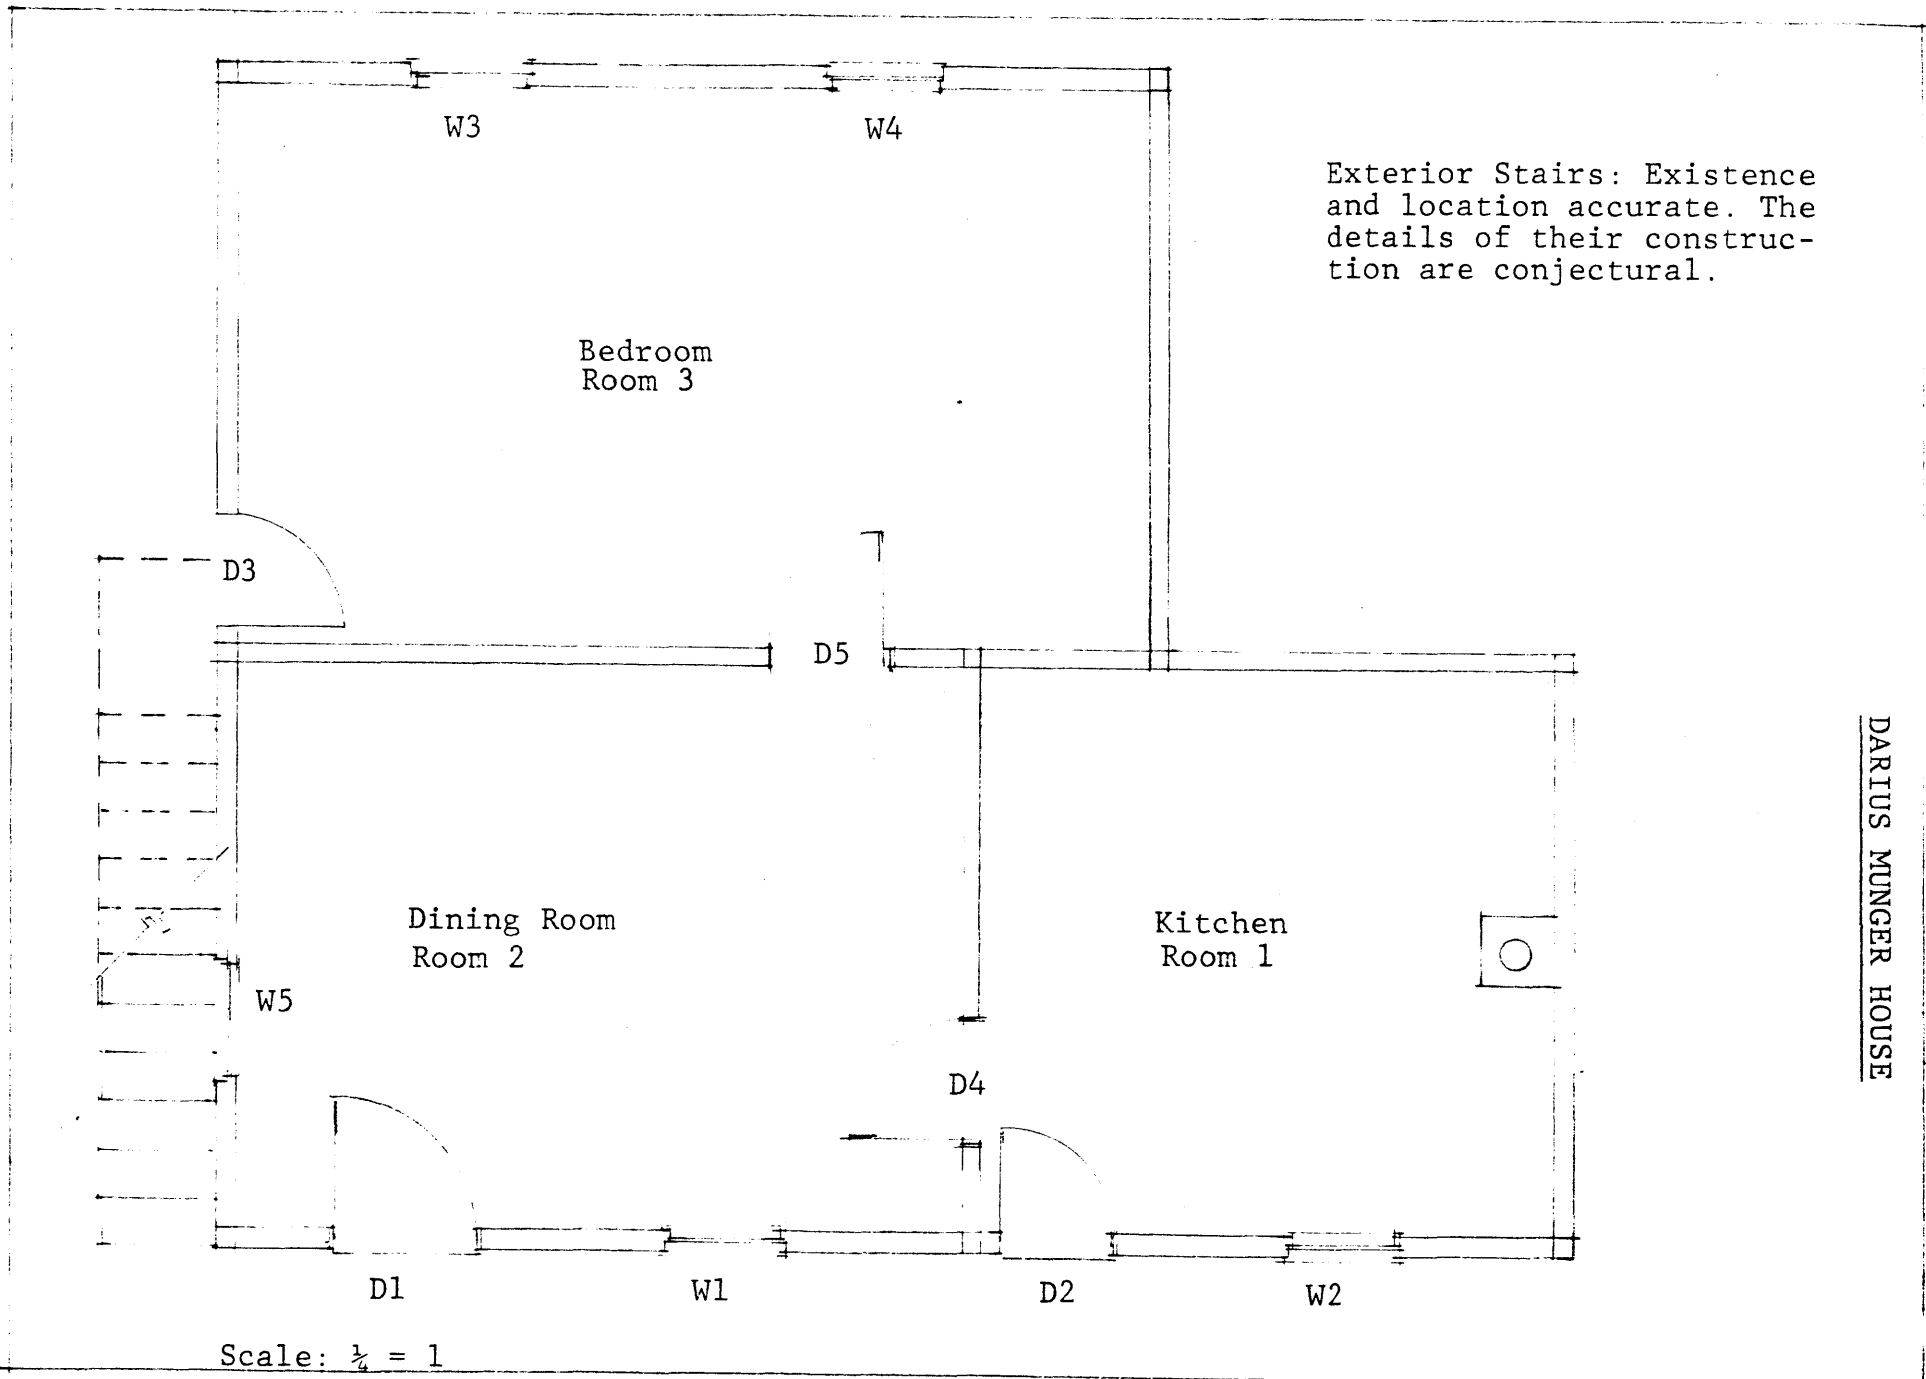 W3
W4
Exterior Stairs: Existence
and location accurate. The
details of their construc-
tion are conjectural.
Bedroom
Room 3
D3
D5
Dining Room
Room 2
Kitchen
Room 1
W5
D4
D1
W1
D2
W2
Scale: ¼ = 1
DARIUS MUNGER HOUSE